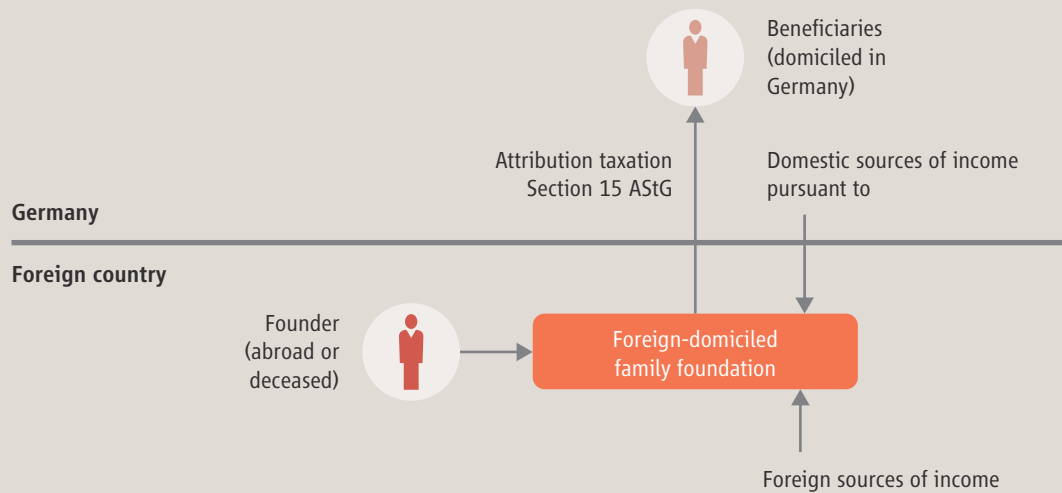 Beneficiaries
(domiciled in
Germany)
Attribution taxation
Section 15 AStG
Domestic sources of income
pursuant to
Germany
Foreign country
Founder
(abroad or
deceased)
Foreign-domiciled
family foundation
Foreign sources of income